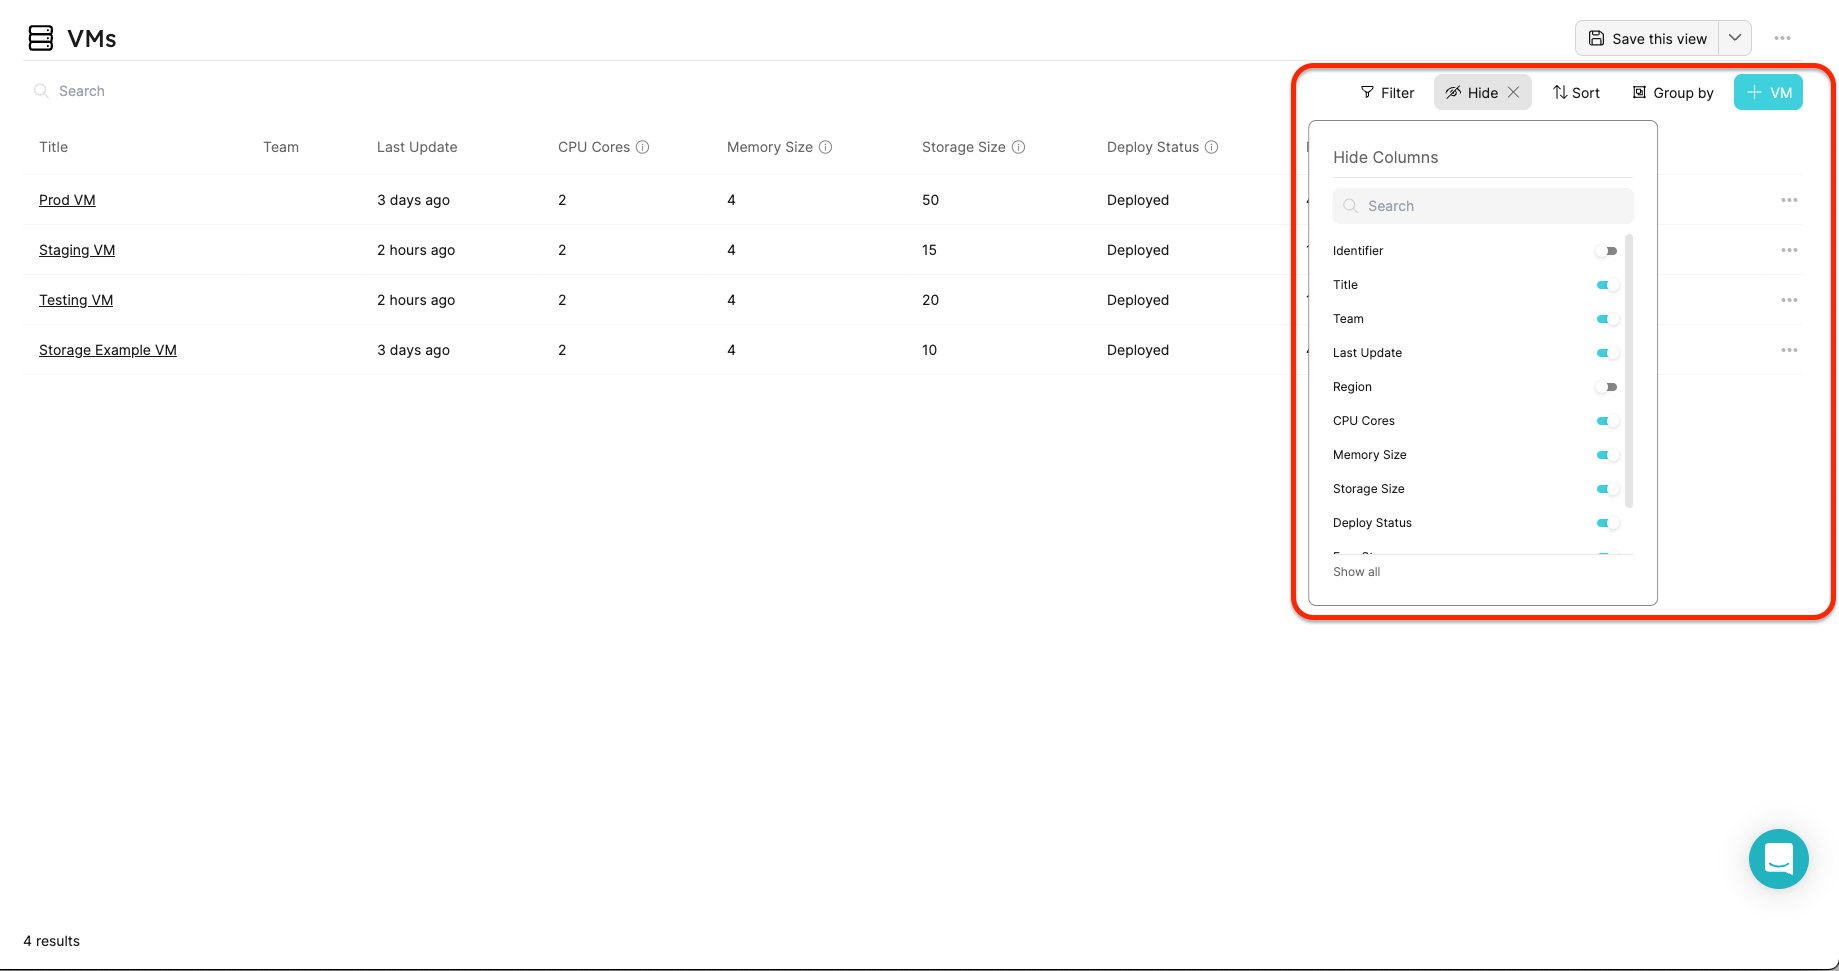 VMs
Save this view
Search
Filter
Hide
Sort
Group by
VM
Title Team Last Update CPU Cores Memory Size Storage Size Deploy Status
Prod VM 3 days ago 2 4 50 Deployed
Staging VM 2 hours ago 2 4 15 Deployed
Testing VM 2 hours ago 2 4 20 Deployed
Storage Example VM 3 days ago 2 4 10 Deployed
Hide Columns
Search
Identifier
Title
Team
Last Update
Region
CPU Cores
Memory Size
Storage Size
Deploy Status
Show all
4 results